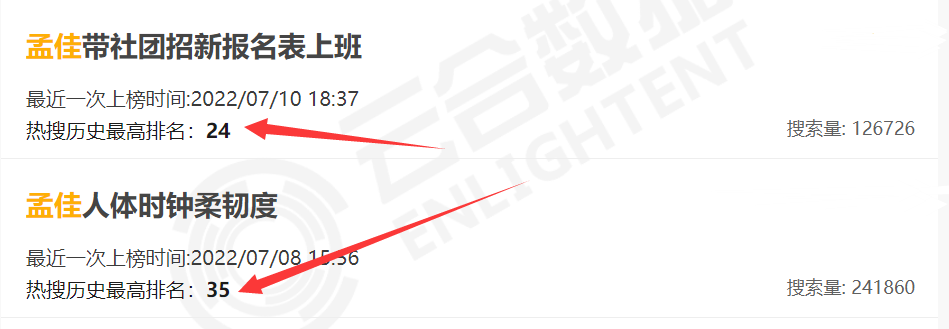 孟佳带社团招新报名表上班
最近一次上榜时间:2022/07/10 18:37
热搜历史最高排名：24
搜索量: 126726
孟佳人体时钟柔韧度
最近一次上榜时间:2022/07/08 15:36
热搜历史最高排名：35
搜索量: 241860
云合数据
ENLIGHTENT